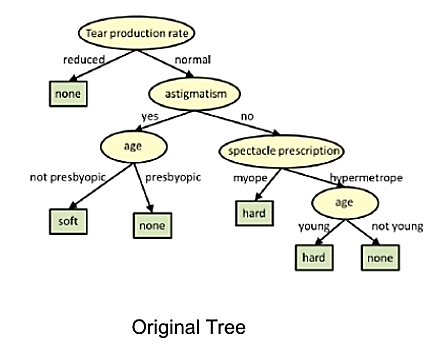 Tear production rate
reduced
normal
none
astigmatism
yes
no
age
spectacle prescription
not presbyopic
presbyopic
myope
hypermetrope
soft
none
hard
age
young
not young
hard
none
Original Tree